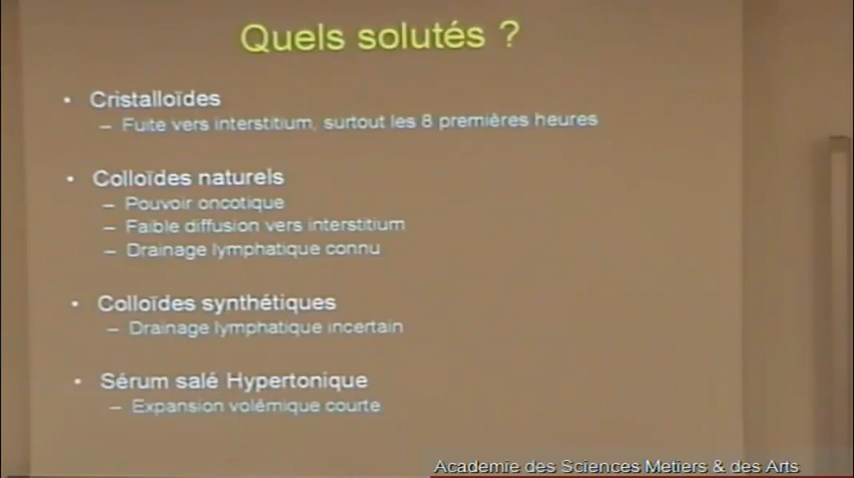 Quels solutés ?
• Cristalloïdes
– Fuite vers interstitium, surtout les 8 premières heures
• Colloïdes naturels
– Pouvoir oncotique
– Faible diffusion vers interstitium
– Drainage lymphatique connu
• Colloïdes synthétiques
– Drainage lymphatique incertain
• Sérum salé Hypertonique
– Expansion volémique courte
Academie des Sciences Metiers & des Arts